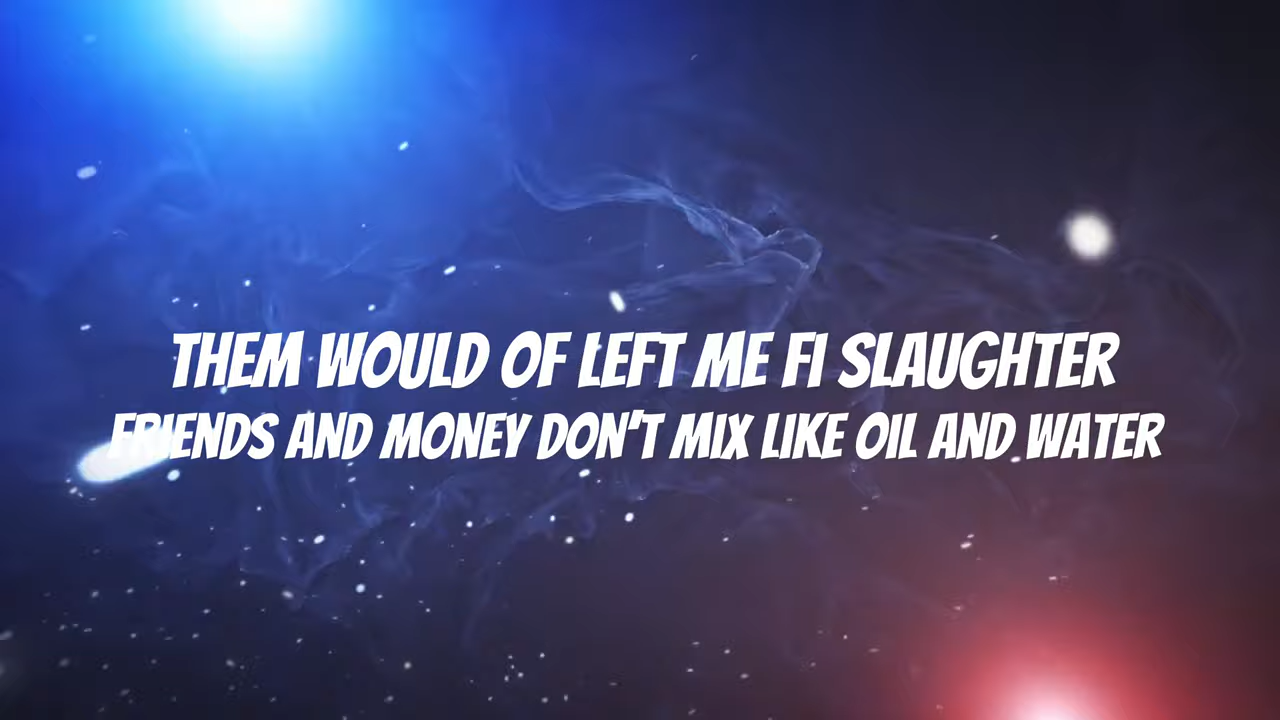 THEM WOULD OF LEFT ME FI SLAUGHTER
FRIENDS AND MONEY DON'T MIX LIKE OIL AND WATER